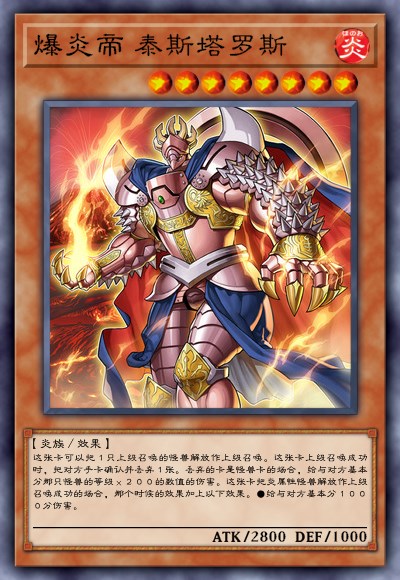 爆炎帝 泰斯塔罗斯
ほのお
炎
【炎族／效果】
这张卡可以把1只上级召唤的怪兽解放作上级召唤。这张卡上级召唤成功
时，把对方手卡确认并丢弃1张。丢弃的卡是怪兽卡的场合，给与对方基本
分那只怪兽的等级×200的数值的伤害。这张卡把炎属性怪兽解放作上级
召唤成功的场合，那个时候的效果加上以下效果。●给与对方基本分100
0分伤害。
ATK/2800 DEF/1000